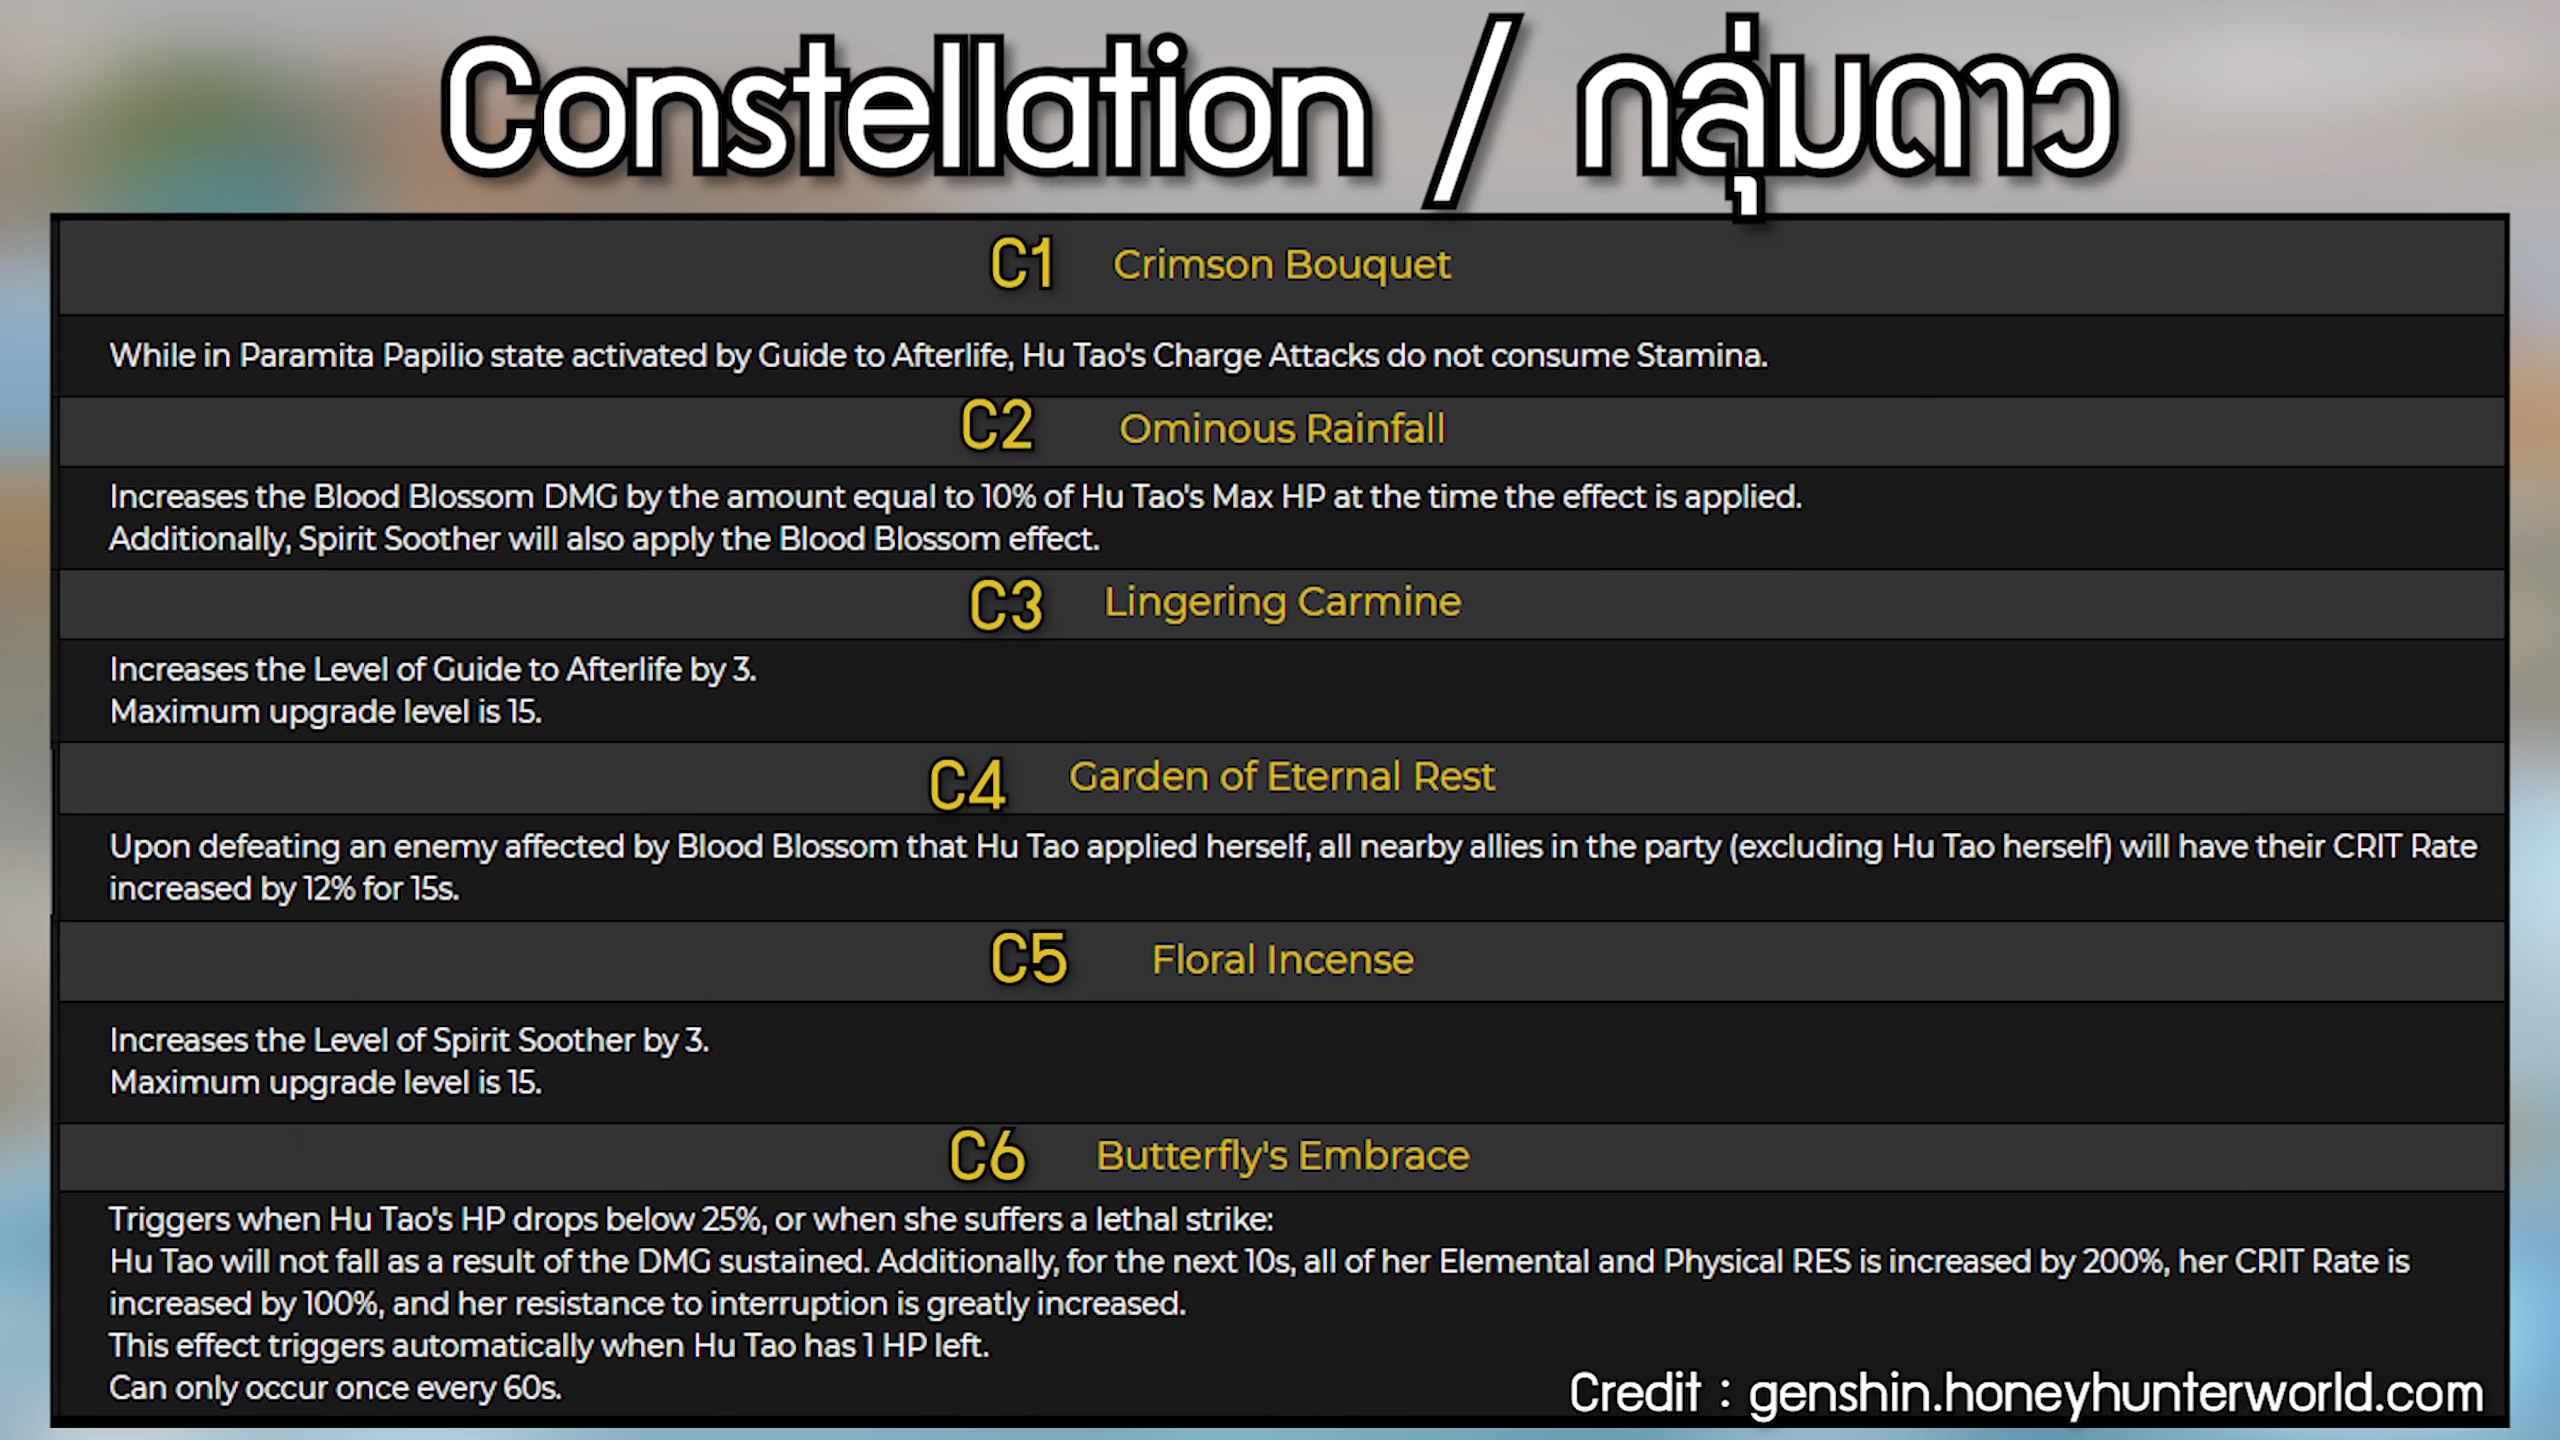 Constellation / กลุ่มดาว
C1 Crimson Bouquet
While in Paramita Papilio state activated by Guide to Afterlife, Hu Tao's Charge Attacks do not consume Stamina.
C2 Ominous Rainfall
Increases the Blood Blossom DMG by the amount equal to 10% of Hu Tao's Max HP at the time the effect is applied.
Additionally, Spirit Soother will also apply the Blood Blossom effect.
C3 Lingering Carmine
Increases the Level of Guide to Afterlife by 3.
Maximum upgrade level is 15.
C4 Garden of Eternal Rest
Upon defeating an enemy affected by Blood Blossom that Hu Tao applied herself, all nearby allies in the party (excluding Hu Tao herself) will have their CRIT Rate
increased by 12% for 15s.
C5 Floral Incense
Increases the Level of Spirit Soother by 3.
Maximum upgrade level is 15.
C6 Butterfly's Embrace
Triggers when Hu Tao's HP drops below 25%, or when she suffers a lethal strike:
Hu Tao will not fall as a result of the DMG sustained. Additionally, for the next 10s, all of her Elemental and Physical RES is increased by 200%, her CRIT Rate is
increased by 100%, and her resistance to interruption is greatly increased.
This effect triggers automatically when Hu Tao has 1 HP left.
Can only occur once every 60s.
Credit : genshin.honeyhunterworld.com